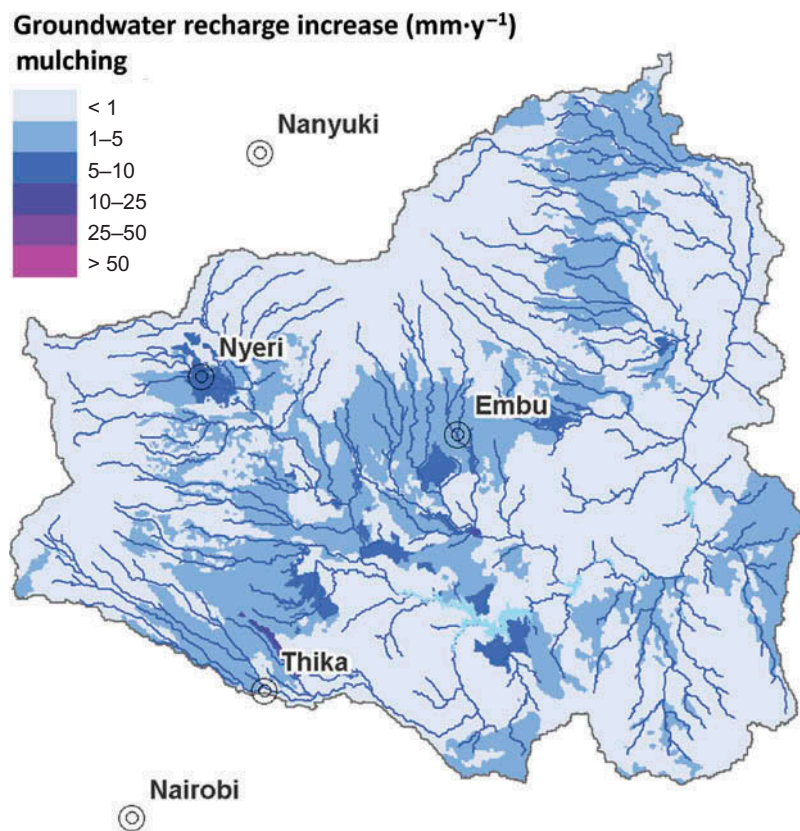 Groundwater recharge increase (mm·y⁻¹)
mulching
< 1
1–5
5–10
10–25
25–50
> 50
Nanyuki
Nyeri
Embu
Thika
Nairobi